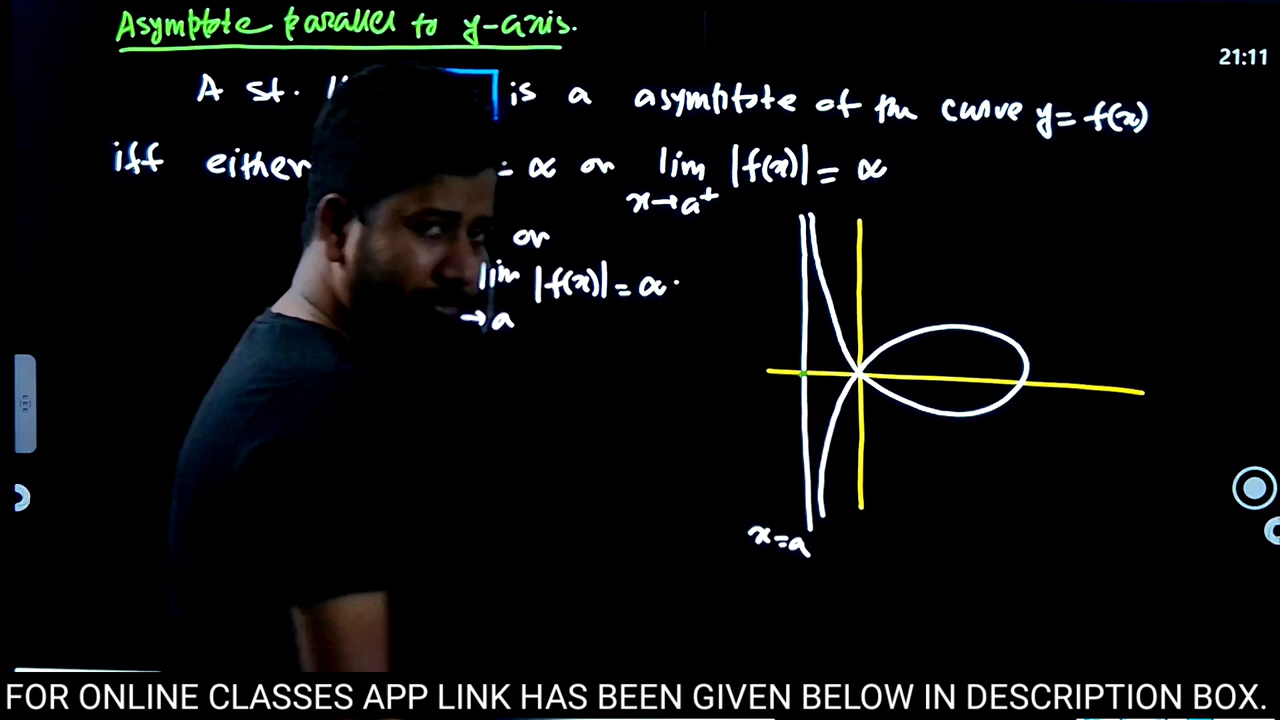 Asymptote parallel to y-axis.
21:11
A st. is a asymptote of the curve y = f(x)
iff either = ∝ or lim |f(x)| = ∝
x→a⁺
or
lim |f(x)| = ∝.
→a
x=a
FOR ONLINE CLASSES APP LINK HAS BEEN GIVEN BELOW IN DESCRIPTION BOX.